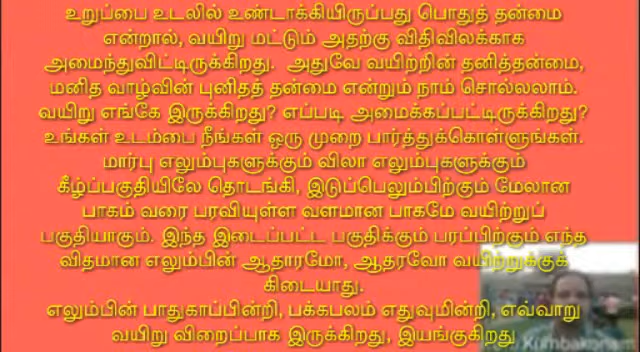 உறுப்பை உடலில் உண்டாக்கியிருப்பது பொதுத் தன்மை
என்றால், வயிறு மட்டும் அதற்கு விதிவிலக்காக
அமைந்துவிட்டிருக்கிறது. அதுவே வயிற்றின் தனித்தன்மை,
மனித வாழ்வின் புனிதத் தன்மை என்றும் நாம் சொல்லலாம்.
வயிறு எங்கே இருக்கிறது? எப்படி அமைக்கப்பட்டிருக்கிறது?
உங்கள் உடம்பை நீங்கள் ஒரு முறை பார்த்துக்கொள்ளுங்கள்.
மார்பு எலும்புகளுக்கும் விலா எலும்புகளுக்கும்
கீழ்ப்பகுதியிலே தொடங்கி, இடுப்பெலும்பிற்கும் மேலான
பாகம் வரை பரவியுள்ள வளமான பாகமே வயிற்றுப்
பகுதியாகும். இந்த இடைப்பட்ட பகுதிக்கும் பரப்பிற்கும் எந்த
விதமான எலும்பின் ஆதாரமோ, ஆதரவோ வயிற்றுக்குக்
கிடையாது.
எலும்பின் பாதுகாப்பின்றி, பக்கபலம் எதுவுமின்றி, எவ்வாறு
வயிறு விறைப்பாக இருக்கிறது, இயங்குகிறது
Kumbakonam